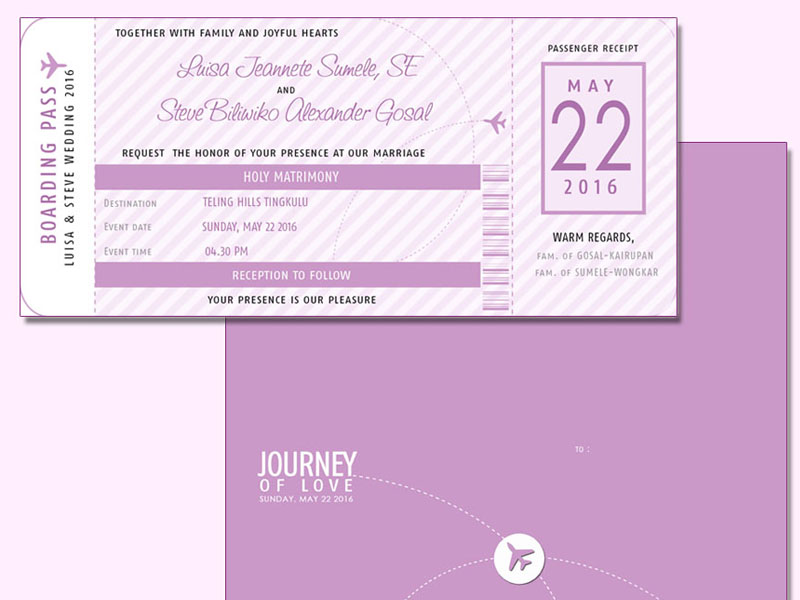 BOARDING PASS
LUISA & STEVE WEDDING 2016
TOGETHER WITH FAMILY AND JOYFUL HEARTS
Luisa Jeannete Sumele, SE
AND
Steve Biliwiko Alexander Gosal
REQUEST THE HONOR OF YOUR PRESENCE AT OUR MARRIAGE
HOLY MATRIMONY
DESTINATION TELING HILLS TINGKULU
EVENT DATE SUNDAY, MAY 22 2016
EVENT TIME 04.30 PM
RECEPTION TO FOLLOW
YOUR PRESENCE IS OUR PLEASURE
PASSENGER RECEIPT
MAY
22
2016
WARM REGARDS,
FAM. OF GOSAL-KAIRUPAN
FAM. OF SUMELE-WONGKAR
JOURNEY
OF LOVE
SUNDAY. MAY 22 2016
TO :